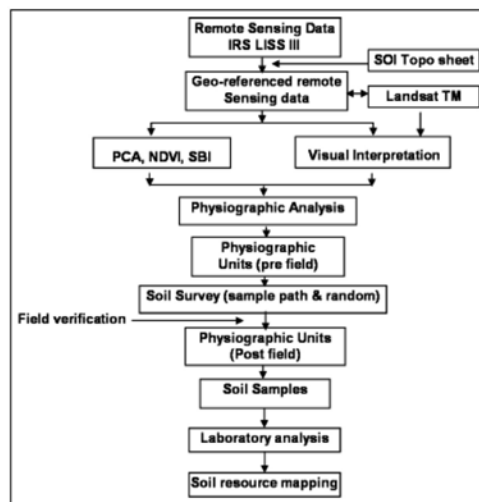 Remote Sensing Data
IRS LISS III
SOI Topo sheet
Geo-referenced remote
Sensing data
Landsat TM
PCA, NDVI, SBI
Visual Interpretation
Physiographic Analysis
Physiographic
Units (pre field)
Soil Survey (sample path & random)
Field verification
Physiographic Units
(Post field)
Soil Samples
Laboratory analysis
Soil resource mapping